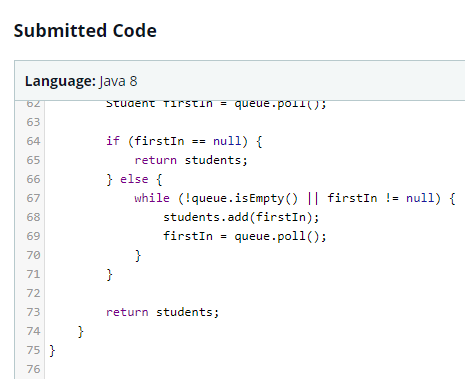 Submitted Code
Language: Java 8
62 Student firstIn = queue.poll();
63
64 if (firstIn == null) {
65 return students;
66 } else {
67 while (!queue.isEmpty() || firstIn != null) {
68 students.add(firstIn);
69 firstIn = queue.poll();
70 }
71 }
72
73 return students;
74 }
75 }
76